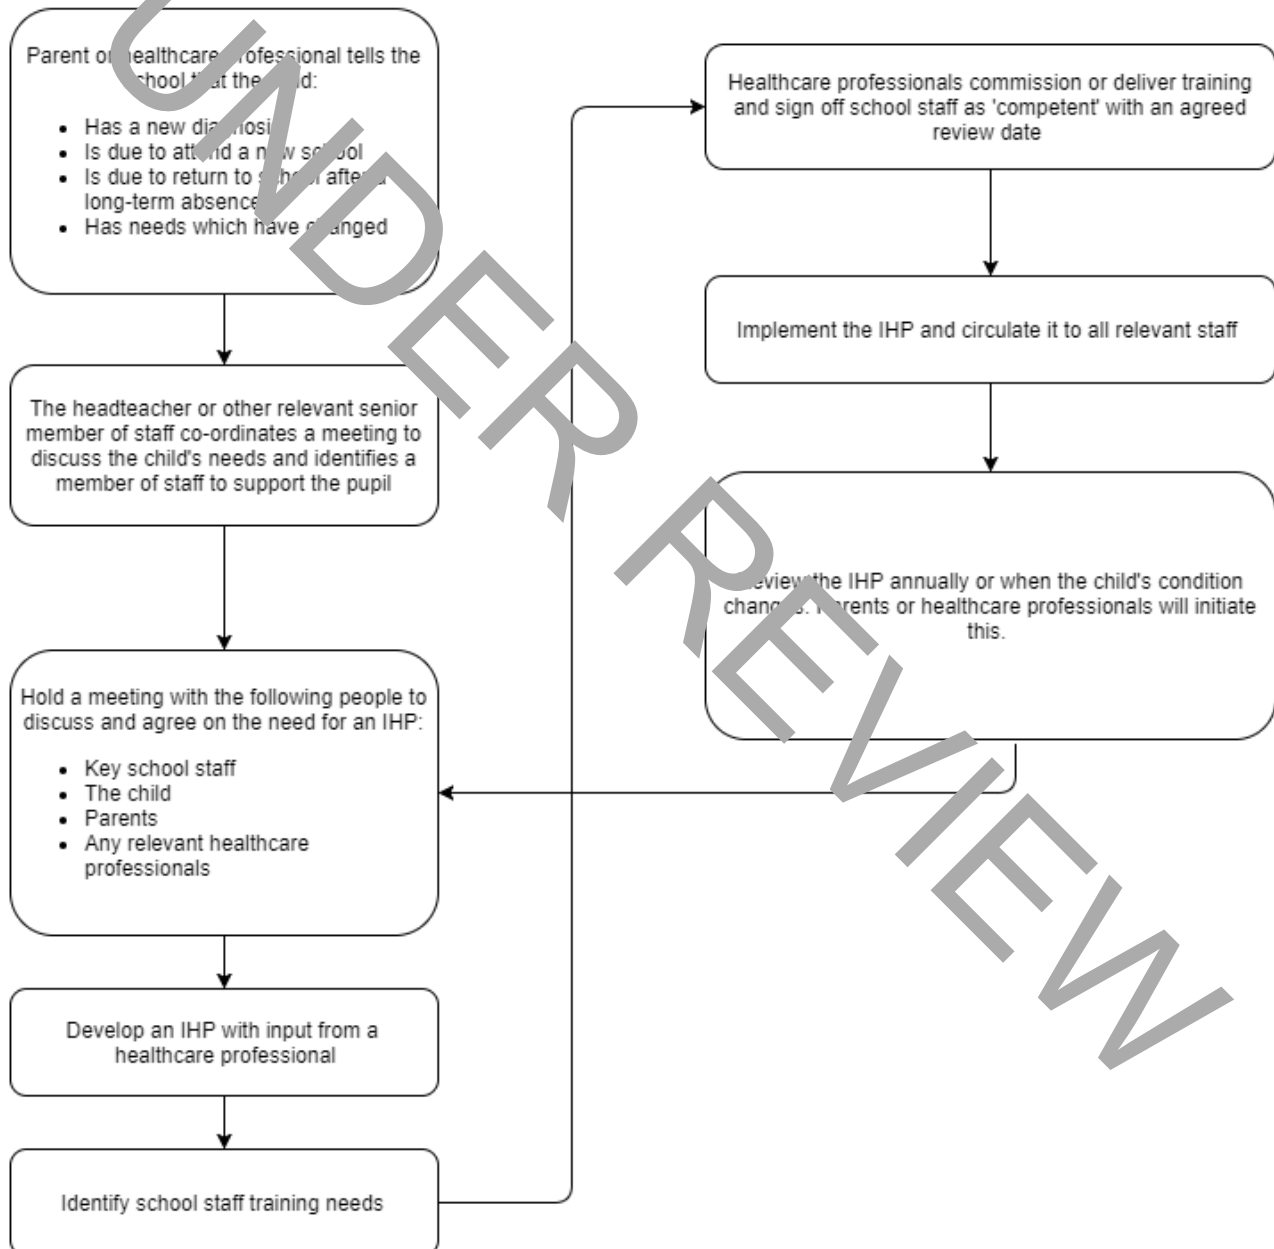 Parent or healthcare professional tells the
school that the child:
Has a new diagnosis
Is due to attend a new school
Is due to return to school after a
long-term absence
Has needs which have changed
The headteacher or other relevant senior
member of staff co-ordinates a meeting to
discuss the child's needs and identifies a
member of staff to support the pupil
Hold a meeting with the following people to
discuss and agree on the need for an IHP:
Key school staff
The child
Parents
Any relevant healthcare
professionals
Develop an IHP with input from a
healthcare professional
Identify school staff training needs
Healthcare professionals commission or deliver training
and sign off school staff as 'competent' with an agreed
review date
Implement the IHP and circulate it to all relevant staff
Review the IHP annually or when the child's condition
changes. Parents or healthcare professionals will initiate
this.
UNDER REVIEW